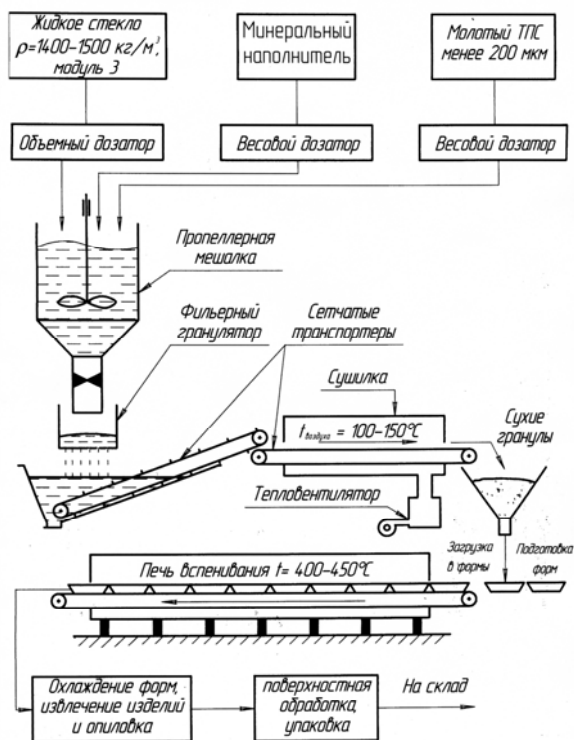 Жидкое стекло
ρ=1400-1500 кг/м³,
модуль 3
Минеральный
наполнитель
Молотый ТПС
менее 200 мкм
Объемный дозатор
Весовой дозатор
Весовой дозатор
Пропеллерная
мешалка
Фильерный
гранулятор
Сетчатые
транспортеры
Сушилка
t воздуха = 100-150°С
Сухие
гранулы
Тепловентилятор
Загрузка
в формы
Подготовка
форм
Печь вспенивания t= 400-450°С
Охлаждение форм,
извлечение изделий
и опиловка
поверхностная
обработка,
упаковка
На склад